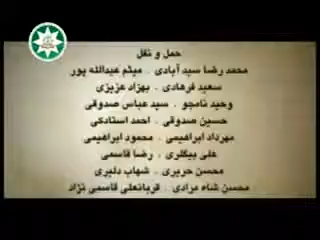 حمل و نقل
محمد رضا سید آبادی . میثم عبدالله پور
سعید فرهادی . بهزاد عزیزی
وحید نامجو . سید عباس صدوقی
حسین صدوقی . احمد استادکی
مهرداد ابراهیمی . محمود ابراهیمی
علی بیگلری . رضا قاسمی
محسن حریری . شهاب دلیری
محسن شاه مرادی . قربانعلی قاسمی نژاد